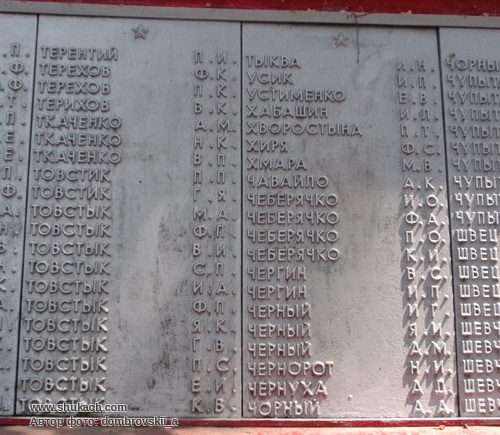 ТЕРЕНТИЙ П.И.
ТЕРЕХОВ Ф.К.
ТЕРЕХОВ П.К.
ТЕРИХОВ В.К.
ТКАЧЕНКО А.М.
ТКАЧЕНКО Н.К.
ТКАЧЕНКО В.П.
ТОВСТИК П.П.
ТОВСТИК Г.Я.
ТОВСТЫК М.А.
ТОВСТЫК Ф.П.
ТОВСТЫК В.И.
ТОВСТЫК С.П.
ТОВСТЫК И.А.
ТОВСТЫК Ф.П.
ТОВСТЫК Я.К.
ТОВСТЫК Г.В.
ТОВСТЫК П.С.
ТОВСТЫК Е.И.
ТОВСТЫК К.В.
ТЫКВА И.Н.
УСИК И.П.
УСТИМЕНКО Е.В.
ХАБАШИН И.Л.
ХВОРОСТЫНА П.Т.
ХИРЯ Ф.С.
ХМАРА М.В
ЧАВАЙЛО А.К.
ЧЕБЕРЯЧКО И.О.
ЧЕБЕРЯЧКО Ф.А.
ЧЕБЕРЯЧКО П.О.
ЧЕБЕРЯЧКО К.И.
ЧЕРГИН В.С.
ЧЕРГИН И.П.
ЧЕРНЫЙ И.И.
ЧЕРНЫЙ Я.И.
ЧЕРНЫЙ А.М.
ЧЕРНОРОТ Н.И.
ЧЕРНУХА А.Д.
ЧОРНЫЙ А.А.
www.shukach.com
Автор фото: dombrovskii_a